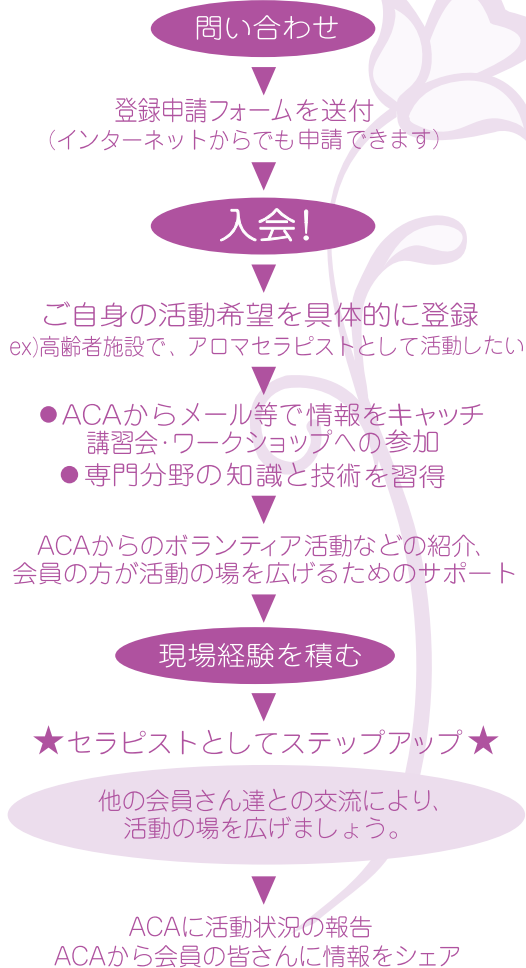 問い合わせ
▼
登録申請フォームを送付
(インターネットからでも申請できます)
▼
入会!
▼
ご自身の活動希望を具体的に登録
ex)高齢者施設で、アロマセラピストとして活動したい
▼
●ACAからメール等で情報をキャッチ
講習会・ワークショップへの参加
●専門分野の知識と技術を習得
▼
ACAからのボランティア活動などの紹介、
会員の方が活動の場を広げるためのサポート
▼
現場経験を積む
▼
★セラピストとしてステップアップ★
他の会員さん達との交流により、
活動の場を広げましょう。
▼
ACAに活動状況の報告
ACAから会員の皆さんに情報をシェア